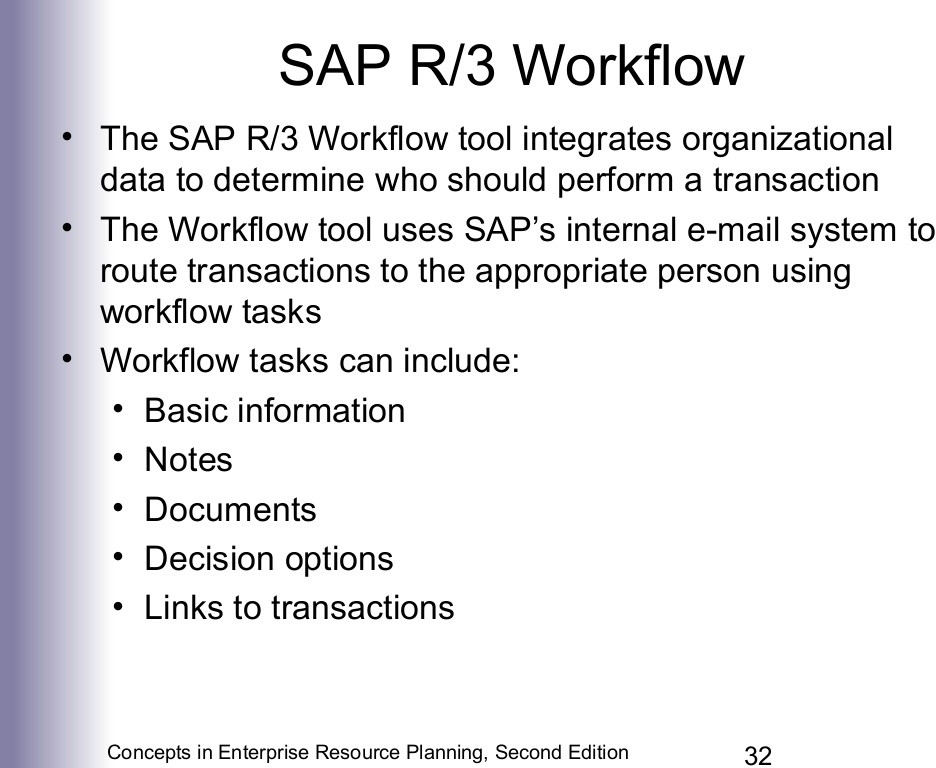 SAP R/3 Workflow
• The SAP R/3 Workflow tool integrates organizational
data to determine who should perform a transaction
• The Workflow tool uses SAP’s internal e-mail system to
route transactions to the appropriate person using
workflow tasks
• Workflow tasks can include:
• Basic information
• Notes
• Documents
• Decision options
• Links to transactions
Concepts in Enterprise Resource Planning, Second Edition
32